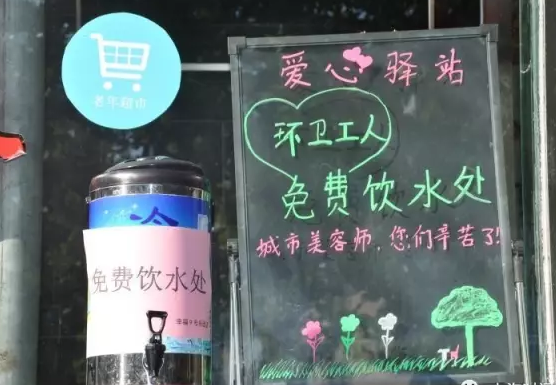 老年超市
爱心驿站
环卫工人
免费饮水处
城市美容师，您们辛苦了!
冷
免费饮水处